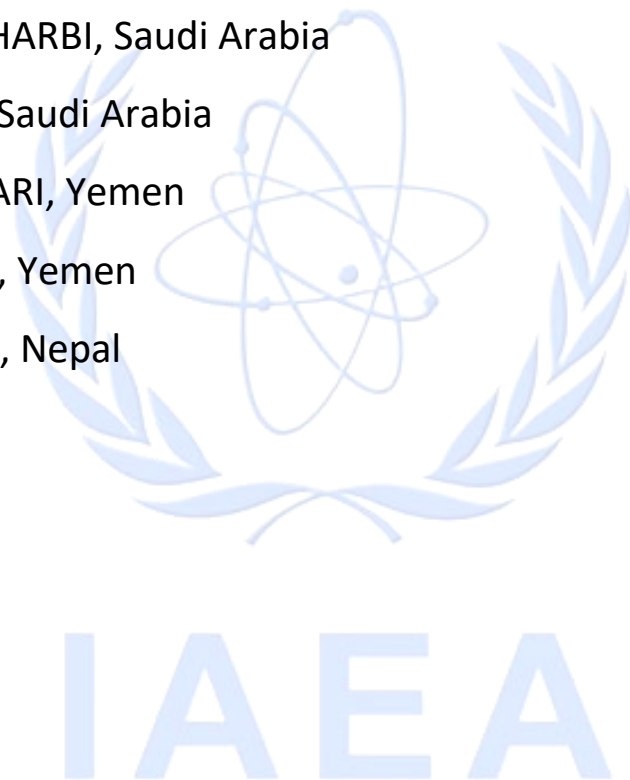 HARBI, Saudi Arabia
Saudi Arabia
ARI, Yemen
, Yemen
, Nepal
IAEA